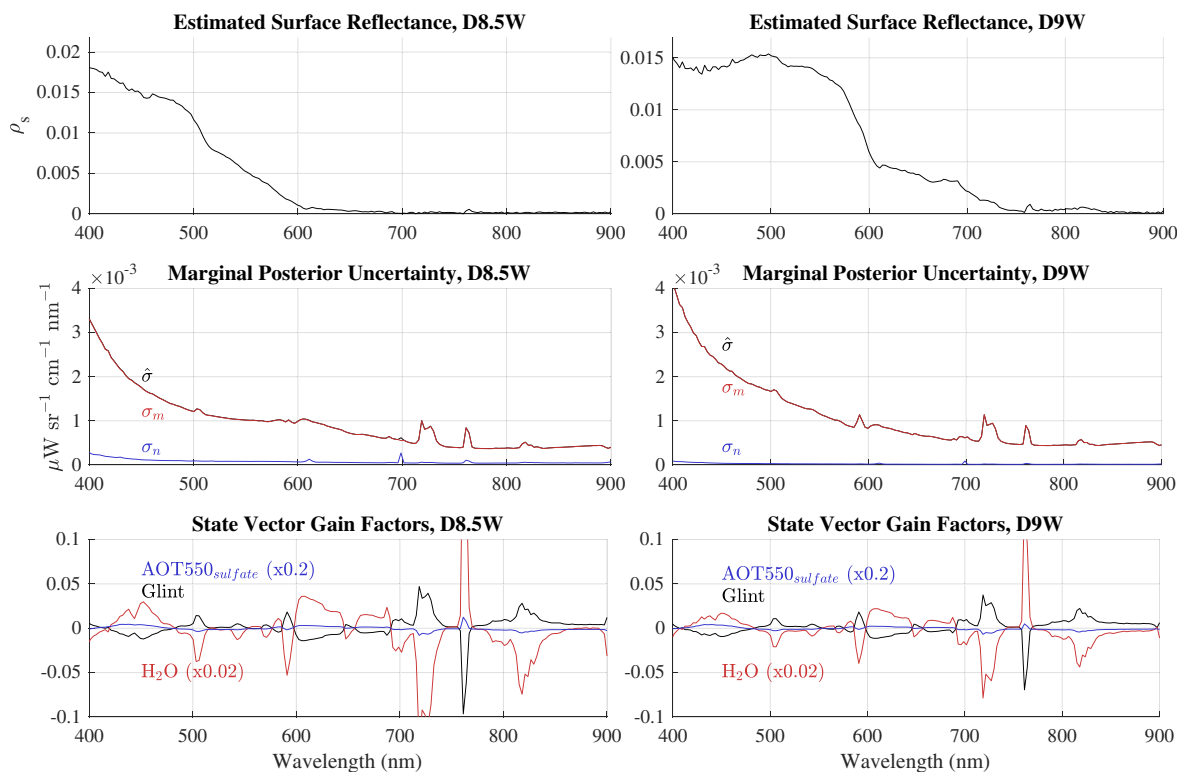 Estimated Surface Reflectance, D8.5W
0.02
0.015
0.01
0.005
0
ρs
400 500 600 700 800 900
Estimated Surface Reflectance, D9W
0.015
0.01
0.005
0
400 500 600 700 800 900
Marginal Posterior Uncertainty, D8.5W
×10−3
4
3
2
1
0
μW sr−1 cm−1 nm−1
σ̂
σm
σn
400 500 600 700 800 900
Marginal Posterior Uncertainty, D9W
×10−3
4
3
2
1
0
σ̂
σm
σn
400 500 600 700 800 900
State Vector Gain Factors, D8.5W
0.1
0.05
0
-0.05
-0.1
AOT550sulfate (x0.2)
Glint
H2O (x0.02)
400 500 600 700 800 900
Wavelength (nm)
State Vector Gain Factors, D9W
0.1
0.05
0
-0.05
-0.1
AOT550sulfate (x0.2)
Glint
H2O (x0.02)
400 500 600 700 800 900
Wavelength (nm)